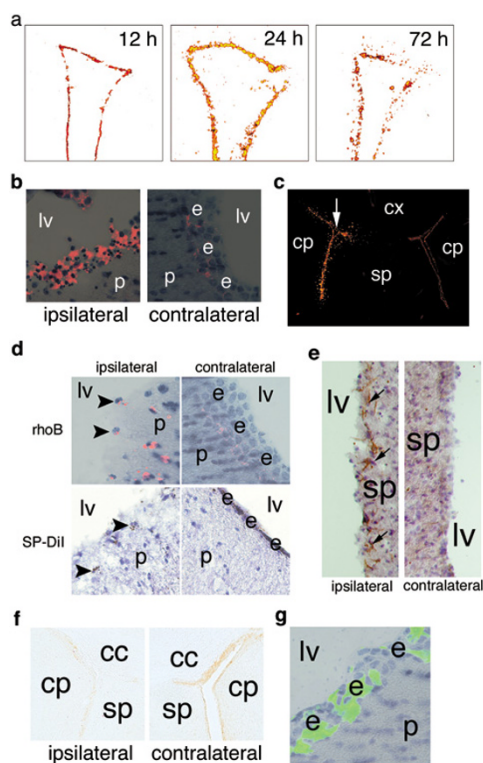 a
12 h 24 h 72 h
b
lv
p
e
e
e
p
lv
ipsilateral contralateral
c
cx
cp
sp
cp
d
ipsilateral contralateral
rhoB
lv
p
e
e
e
p
lv
SP-DiI
lv
p
e
e
e
p
lv
e
lv
sp
sp
lv
ipsilateral contralateral
f
cc
cp
sp
cc
sp
cp
ipsilateral contralateral
g
lv
e
e
e
p